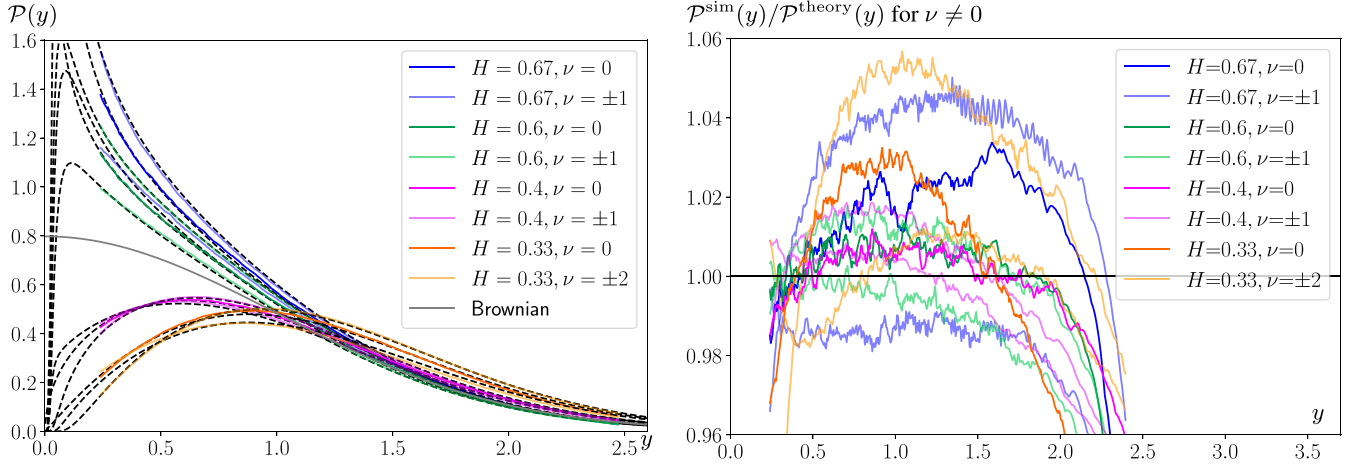 𝒫(y)
1.6
1.4
1.2
1.0
0.8
0.6
0.4
0.2
0.0
0.0 0.5 1.0 1.5 2.0 2.5 y
H = 0.67, ν = 0
H = 0.67, ν = ±1
H = 0.6, ν = 0
H = 0.6, ν = ±1
H = 0.4, ν = 0
H = 0.4, ν = ±1
H = 0.33, ν = 0
H = 0.33, ν = ±2
Brownian
𝒫^sim(y)/𝒫^theory(y) for ν ≠ 0
1.06
1.04
1.02
1.00
0.98
0.96
0.0 0.5 1.0 1.5 2.0 2.5 3.0 3.5
y
H=0.67, ν=0
H=0.67, ν=±1
H=0.6, ν=0
H=0.6, ν=±1
H=0.4, ν=0
H=0.4, ν=±1
H=0.33, ν=0
H=0.33, ν=±2